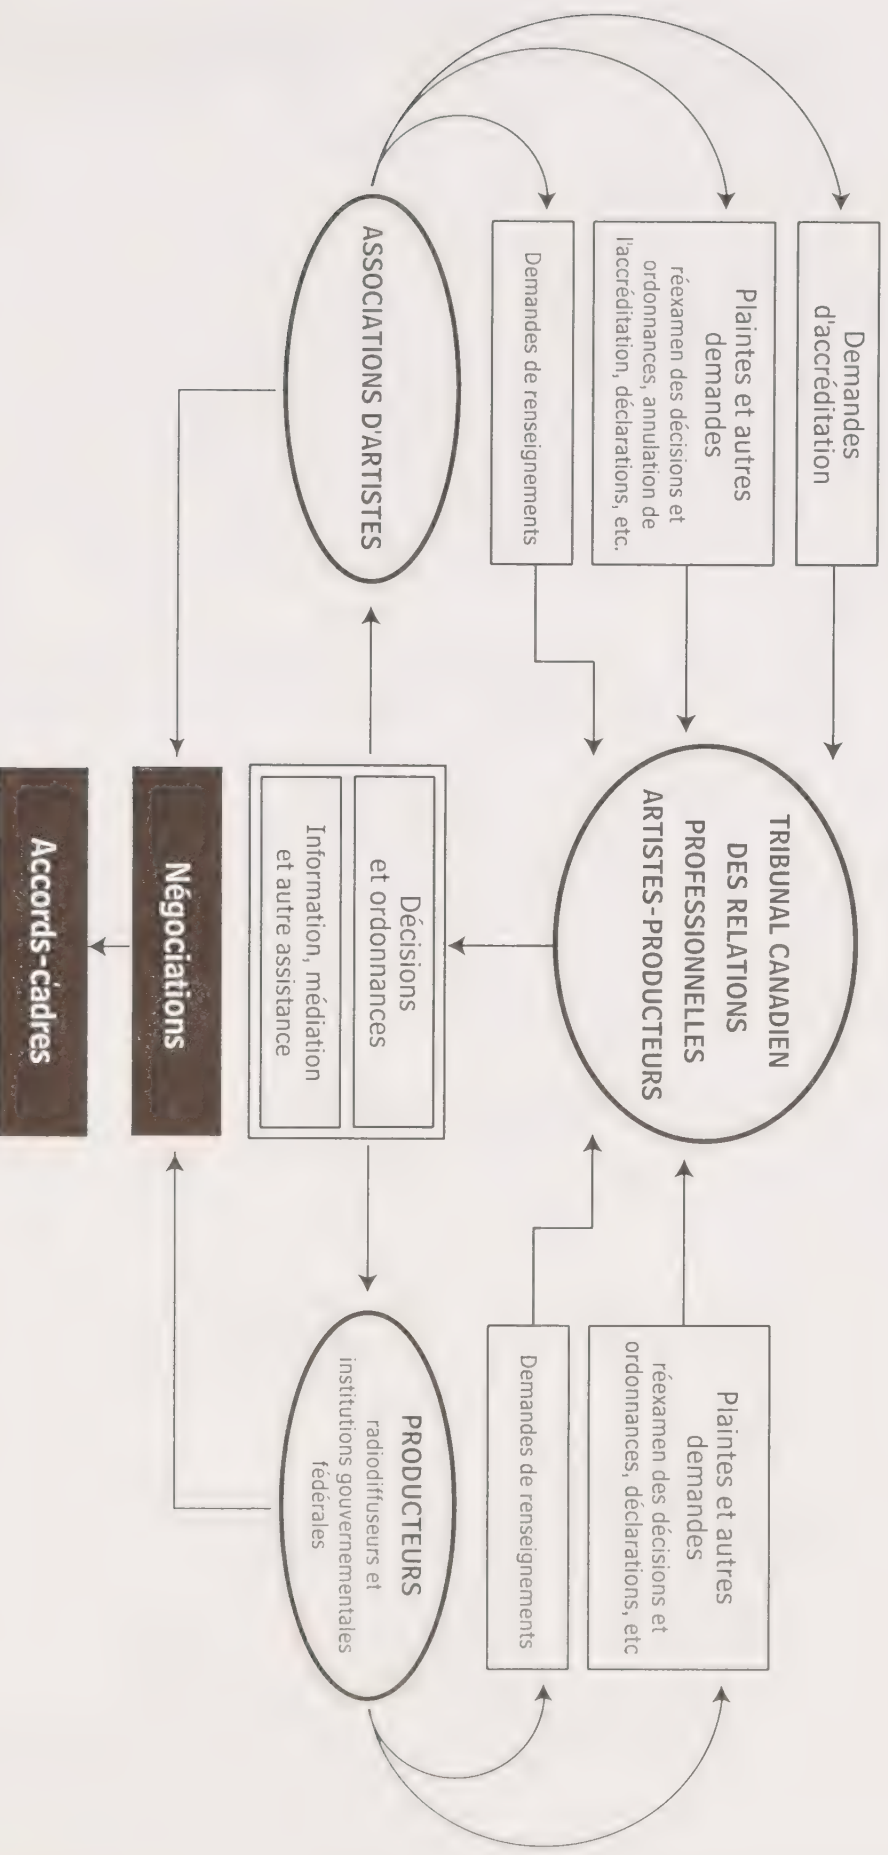 Demandes
d'accréditation
Plaintes et autres
demandes
réexamen des décisions et
ordonnances, annulation de
l'accréditation, déclarations, etc.
Demandes de renseignements
ASSOCIATIONS D'ARTISTES
TRIBUNAL CANADIEN
DES RELATIONS
PROFESSIONNELLES
ARTISTES-PRODUCTEURS
Décisions
et ordonnances
Information, médiation
et autre assistance
Négociations
Accords-cadres
Plaintes et autres
demandes
réexamen des décisions et
ordonnances, déclarations, etc
Demandes de renseignements
PRODUCTEURS
radiodiffuseurs et
institutions gouvernementales
fédérales